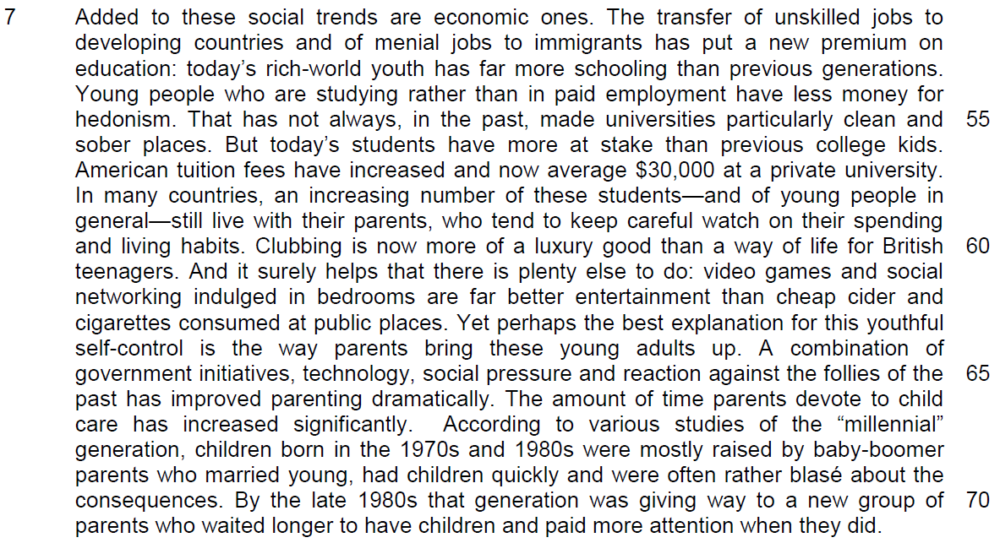 7 Added to these social trends are economic ones. The transfer of unskilled jobs to
developing countries and of menial jobs to immigrants has put a new premium on
education: today’s rich-world youth has far more schooling than previous generations.
Young people who are studying rather than in paid employment have less money for
hedonism. That has not always, in the past, made universities particularly clean and 55
sober places. But today’s students have more at stake than previous college kids.
American tuition fees have increased and now average $30,000 at a private university.
In many countries, an increasing number of these students—and of young people in
general—still live with their parents, who tend to keep careful watch on their spending
and living habits. Clubbing is now more of a luxury good than a way of life for British 60
teenagers. And it surely helps that there is plenty else to do: video games and social
networking indulged in bedrooms are far better entertainment than cheap cider and
cigarettes consumed at public places. Yet perhaps the best explanation for this youthful
self-control is the way parents bring these young adults up. A combination of
government initiatives, technology, social pressure and reaction against the follies of the 65
past has improved parenting dramatically. The amount of time parents devote to child
care has increased significantly. According to various studies of the “millennial”
generation, children born in the 1970s and 1980s were mostly raised by baby-boomer
parents who married young, had children quickly and were often rather blasé about the
consequences. By the late 1980s that generation was giving way to a new group of 70
parents who waited longer to have children and paid more attention when they did.